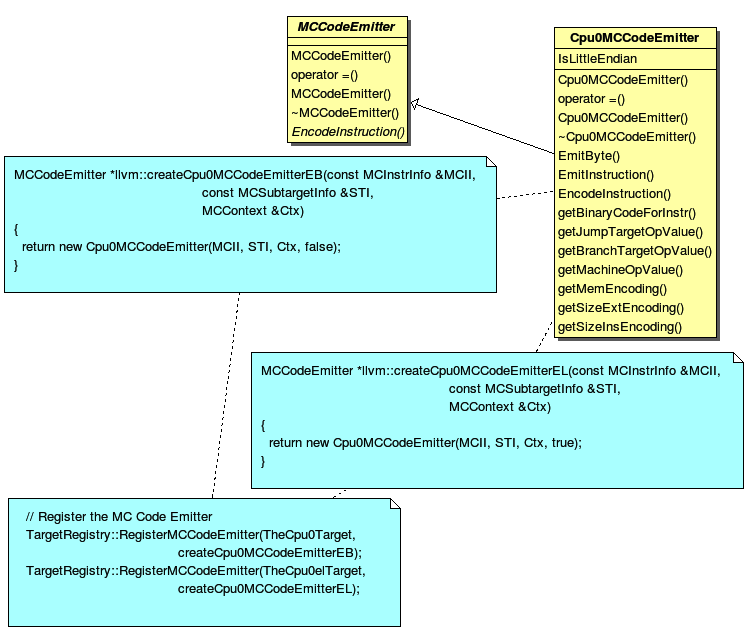 MCCodeEmitter
MCCodeEmitter()
operator =()
MCCodeEmitter()
~MCCodeEmitter()
EncodeInstruction()
Cpu0MCCodeEmitter
IsLittleEndian
Cpu0MCCodeEmitter()
operator =()
Cpu0MCCodeEmitter()
~Cpu0MCCodeEmitter()
EmitByte()
EmitInstruction()
EncodeInstruction()
getBinaryCodeForInstr()
getJumpTargetOpValue()
getBranchTargetOpValue()
getMachineOpValue()
getMemEncoding()
getSizeExtEncoding()
getSizeInsEncoding()
MCCodeEmitter *llvm::createCpu0MCCodeEmitterEB(const MCInstrInfo &MCII,
const MCSubtargetInfo &STI,
MCContext &Ctx)
{
return new Cpu0MCCodeEmitter(MCII, STI, Ctx, false);
}
MCCodeEmitter *llvm::createCpu0MCCodeEmitterEL(const MCInstrInfo &MCII,
const MCSubtargetInfo &STI,
MCContext &Ctx)
{
return new Cpu0MCCodeEmitter(MCII, STI, Ctx, true);
}
// Register the MC Code Emitter
TargetRegistry::RegisterMCCodeEmitter(TheCpu0Target,
createCpu0MCCodeEmitterEB);
TargetRegistry::RegisterMCCodeEmitter(TheCpu0elTarget,
createCpu0MCCodeEmitterEL);